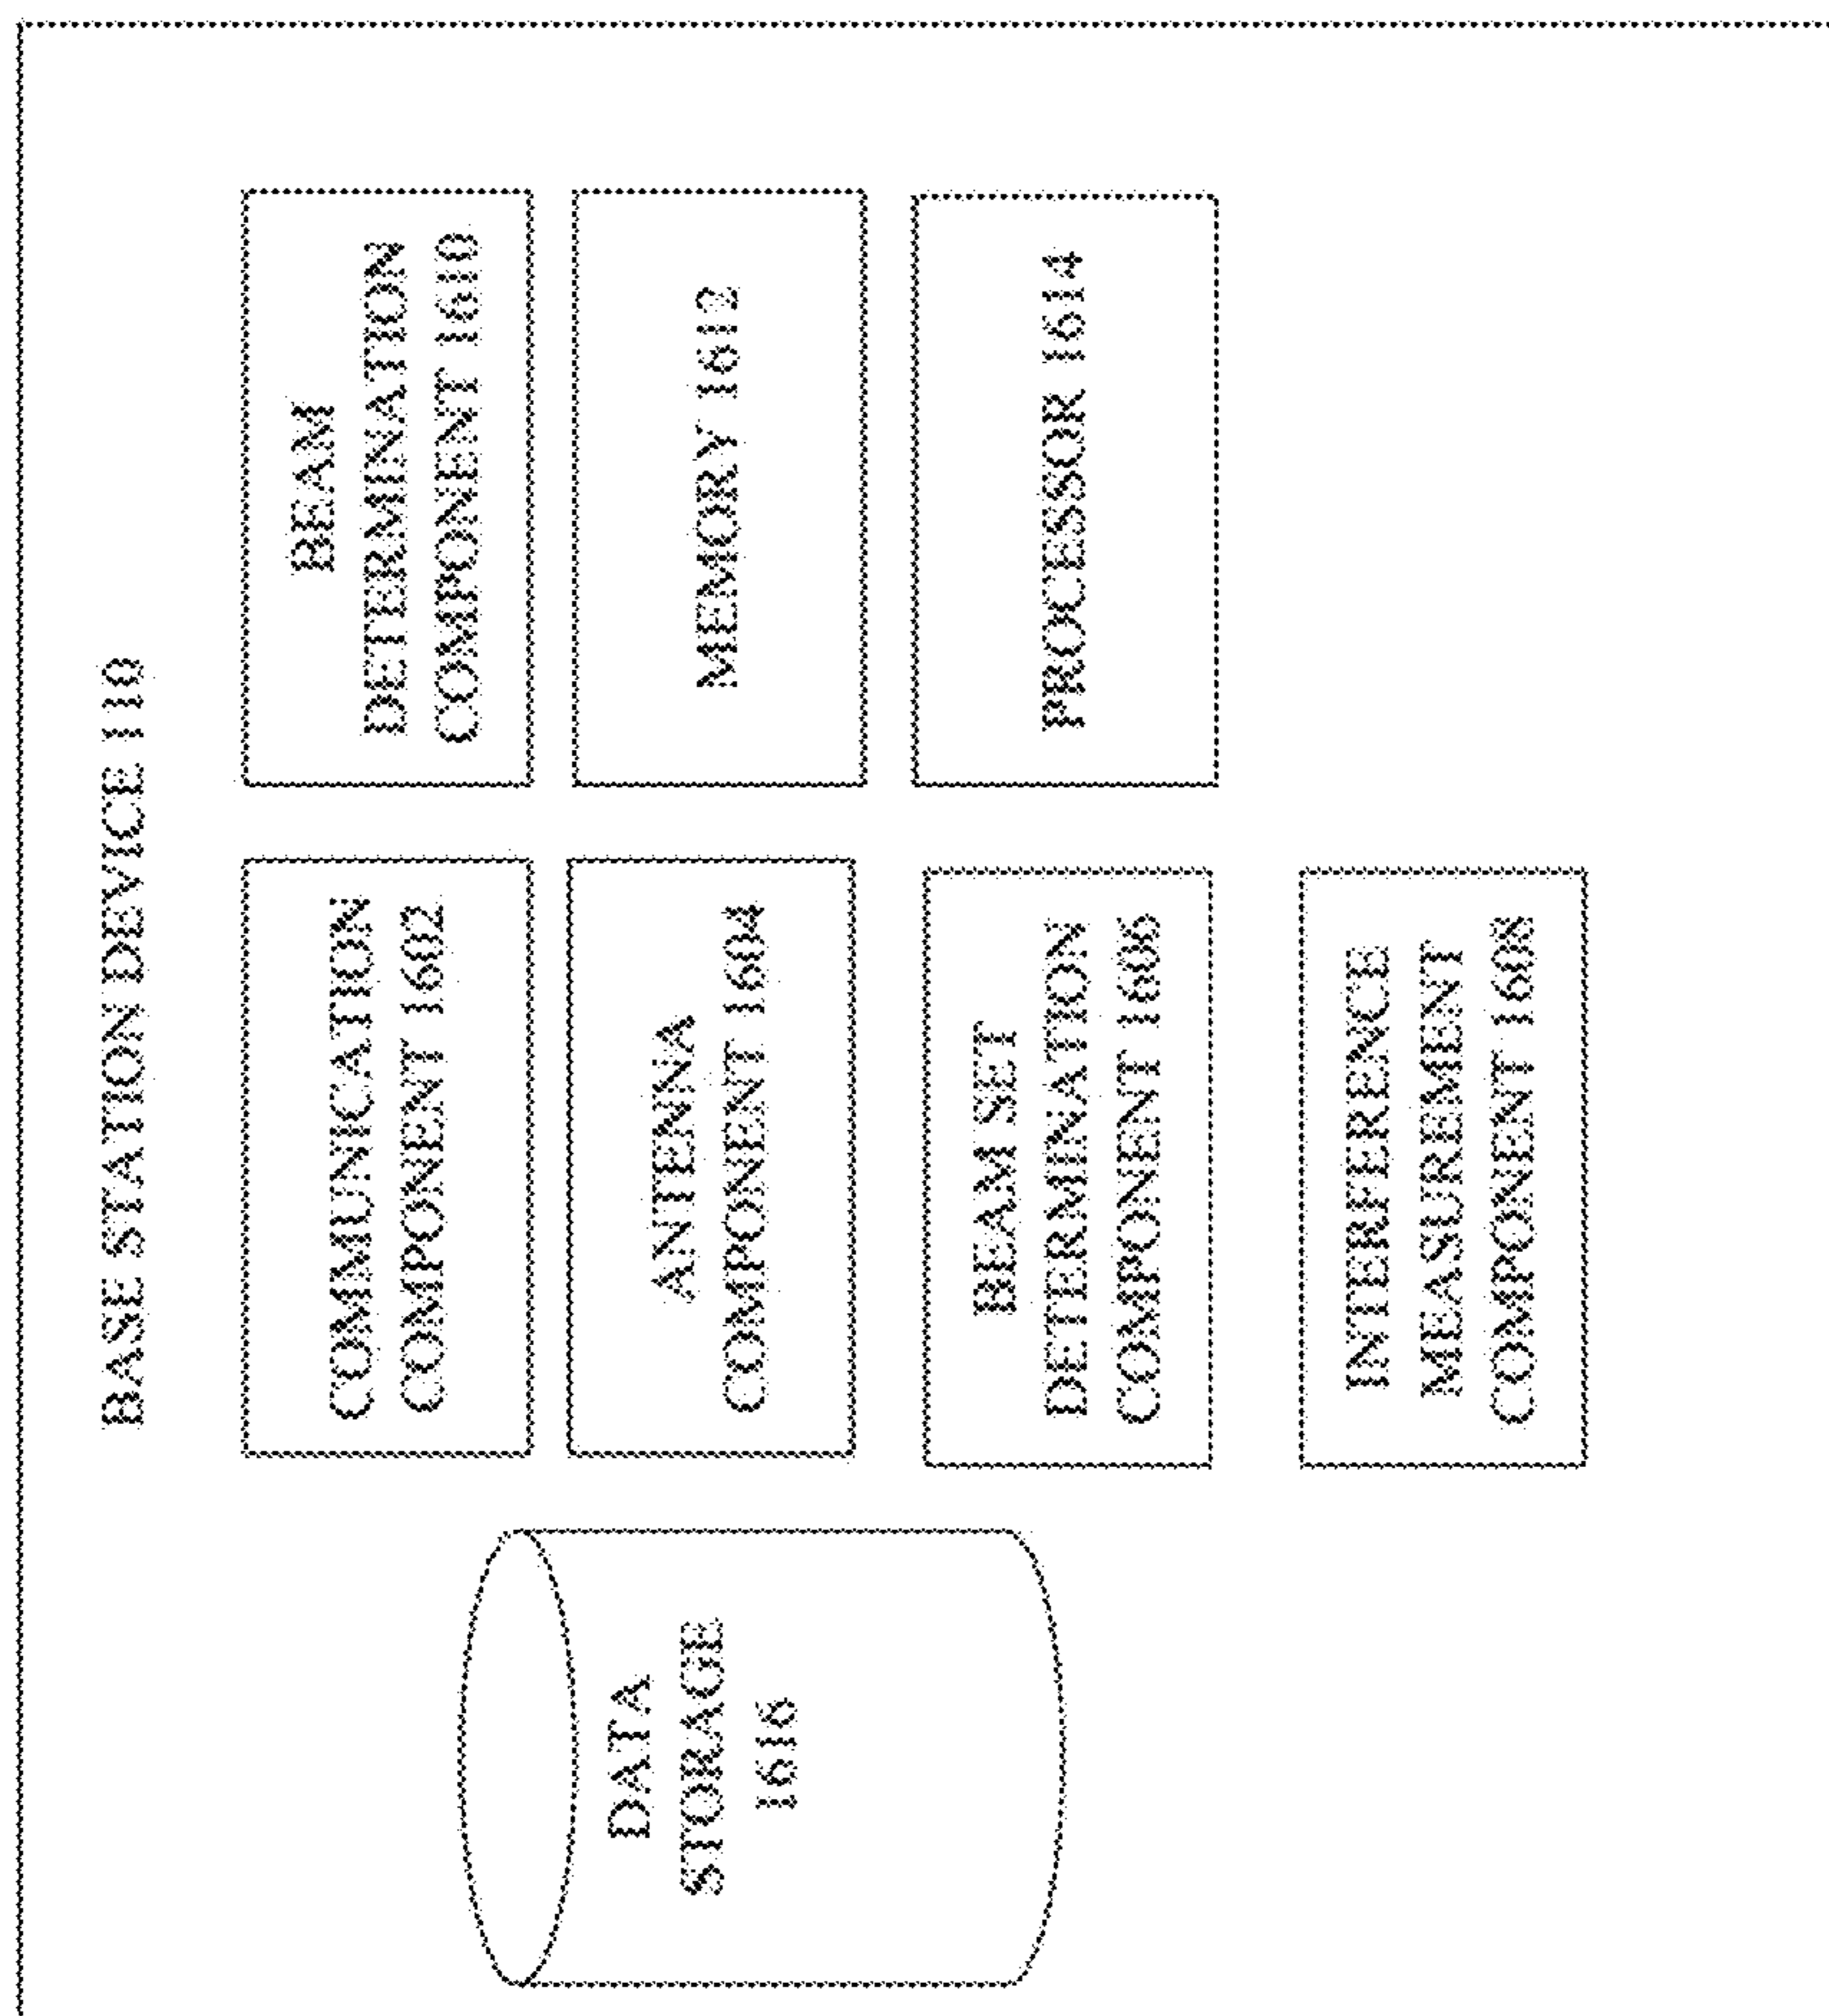 BASE STATION DEVICE 110
DATA
STORAGE
1616
COMMUNICATION
COMPONENT 1602
ANTENNA
COMPONENT 1604
BEAM SET
DETERMINATION
COMPONENT 1606
INTERFERENCE
MEASUREMENT
COMPONENT 1608
BEAM
DETERMINATION
COMPONENT 1610
MEMORY 1612
PROCESSOR 1614